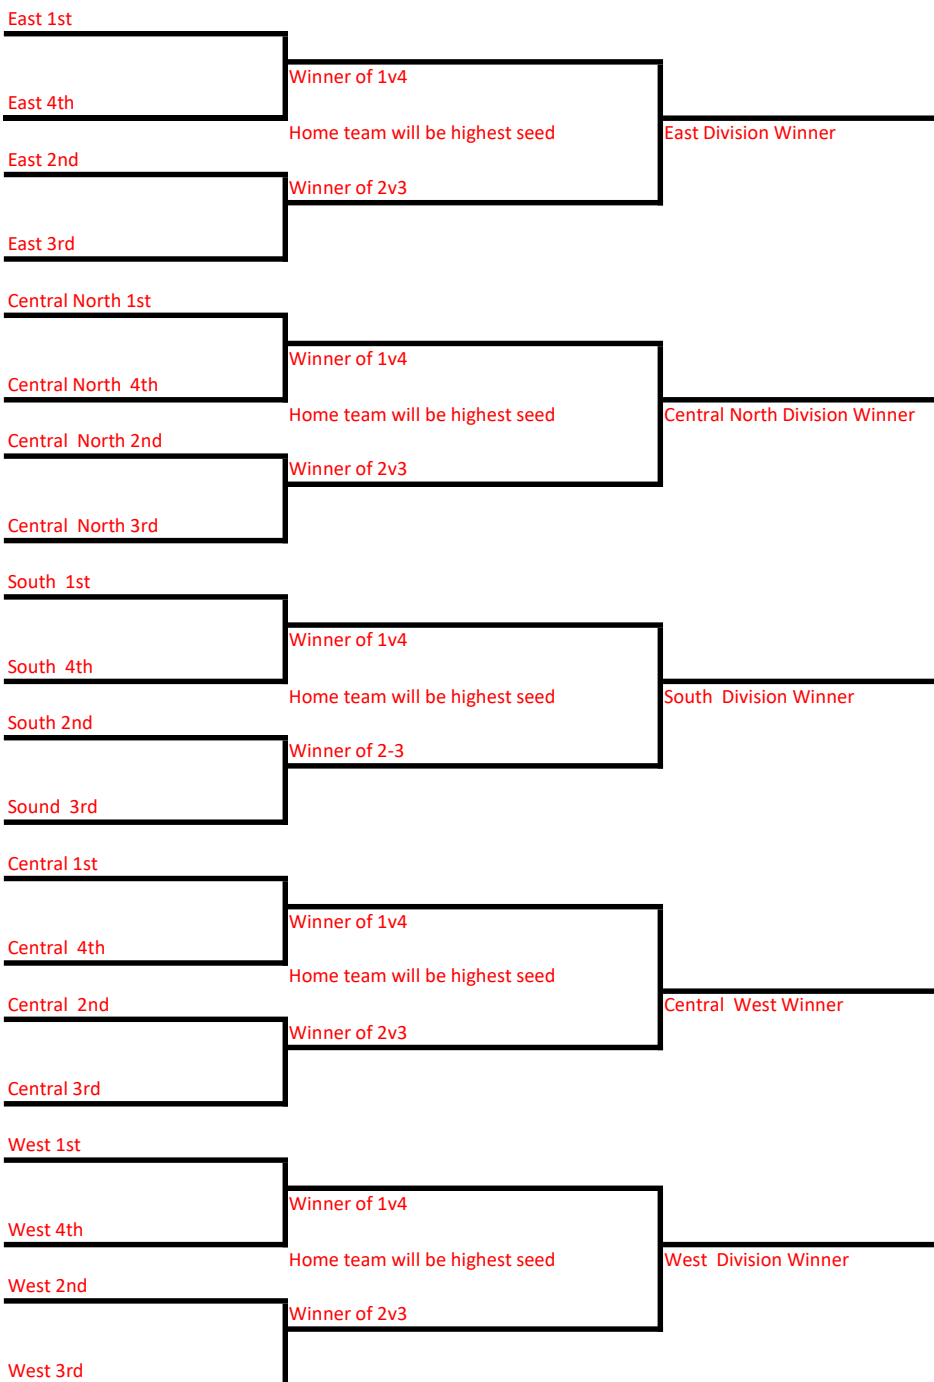 East 1st
Winner of 1v4
East 4th
Home team will be highest seed
East Division Winner
East 2nd
Winner of 2v3
East 3rd
Central North 1st
Winner of 1v4
Central North  4th
Home team will be highest seed
Central North Division Winner
Central  North 2nd
Winner of 2v3
Central  North 3rd
South  1st
Winner of 1v4
South  4th
Home team will be highest seed
South  Division Winner
South 2nd
Winner of 2-3
Sound  3rd
Central 1st
Winner of 1v4
Central  4th
Home team will be highest seed
Central  2nd
Central  West Winner
Winner of 2v3
Central 3rd
West 1st
Winner of 1v4
West 4th
Home team will be highest seed
West  Division Winner
West 2nd
Winner of 2v3
West 3rd